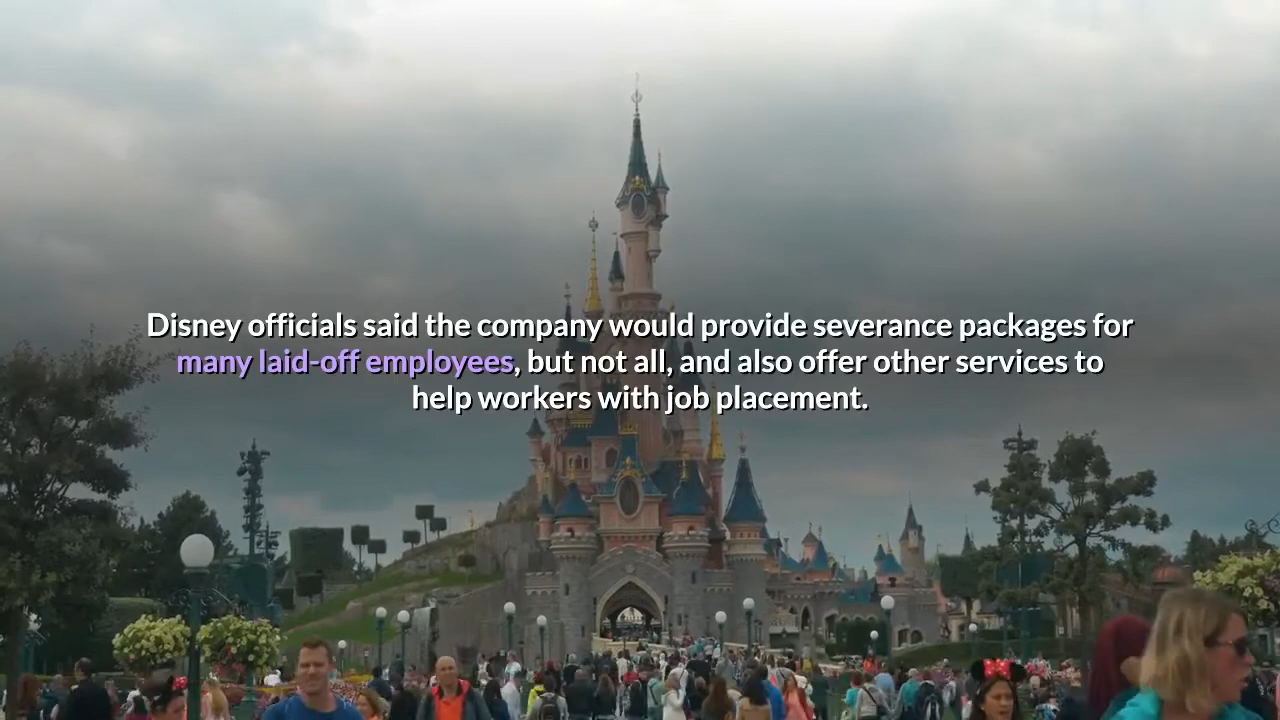 Disney officials said the company would provide severance packages for
many laid-off employees, but not all, and also offer other services to
help workers with job placement.